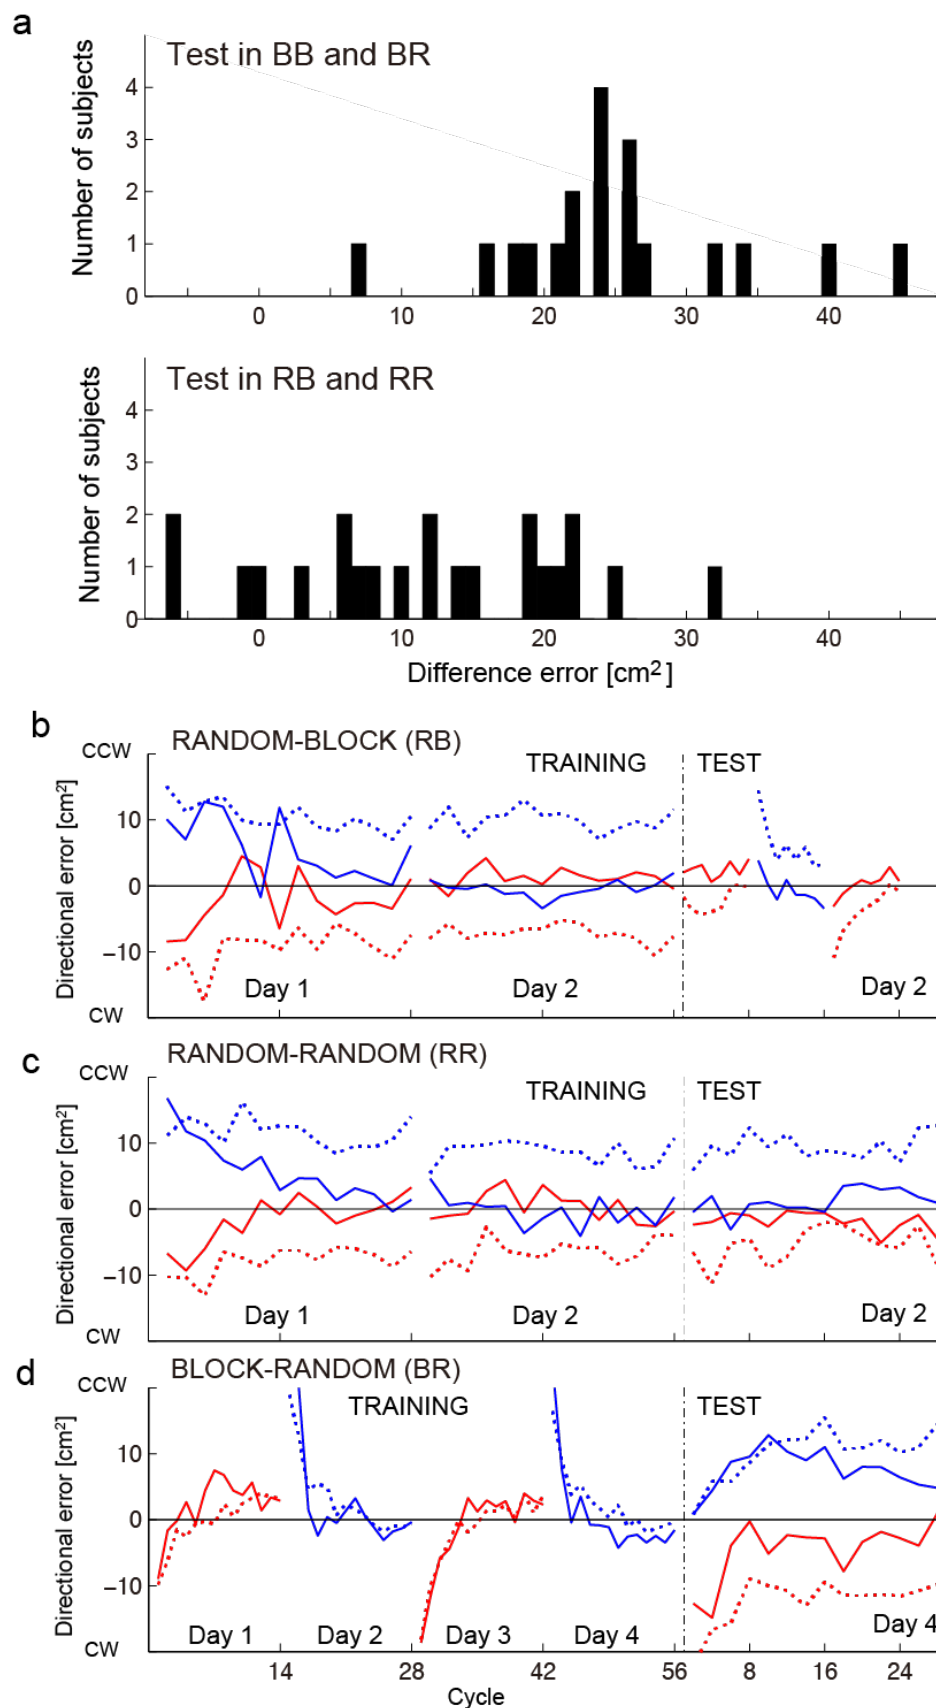 a
Test in BB and BR
Number of subjects
4
3
2
1
0
0 10 20 30 40
Test in RB and RR
Number of subjects
4
3
2
1
0
0 10 20 30 40
Difference error [cm²]
b
RANDOM-BLOCK (RB)
CCW
TRAINING TEST
Directional error [cm²]
10
0
−10
CW
Day 1 Day 2 Day 2
c
RANDOM-RANDOM (RR)
CCW
TRAINING TEST
Directional error [cm²]
10
0
−10
CW
Day 1 Day 2 Day 2
d
BLOCK-RANDOM (BR)
CCW
TRAINING TEST
Directional error [cm²]
10
0
−10
CW
Day 1 Day 2 Day 3 Day 4 Day 4
14 28 42 56 8 16 24
Cycle